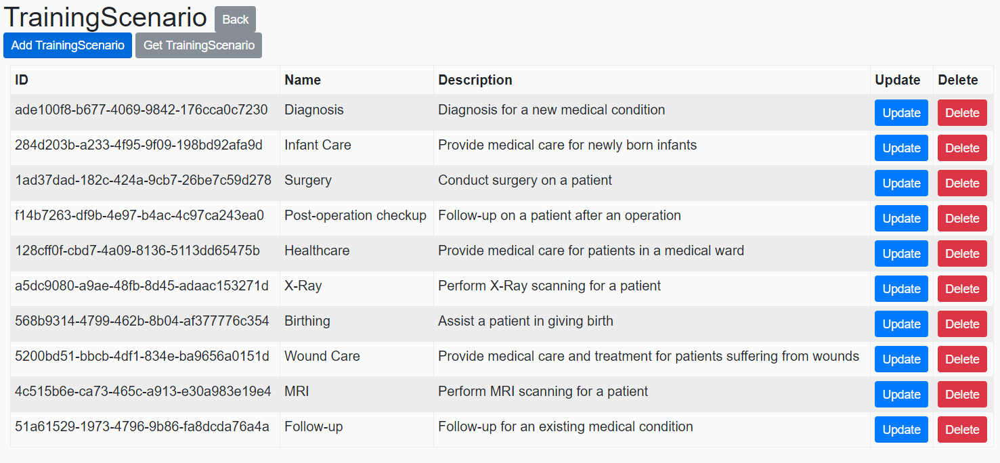 TrainingScenario Back
Add TrainingScenario Get TrainingScenario
ID Name Description Update Delete
ade100f8-b677-4069-9842-176cca0c7230 Diagnosis Diagnosis for a new medical condition Update Delete
284d203b-a233-4f95-9f09-198bd92afa9d Infant Care Provide medical care for newly born infants Update Delete
1ad37dad-182c-424a-9cb7-26be7c59d278 Surgery Conduct surgery on a patient Update Delete
f14b7263-df9b-4e97-b4ac-4c97ca243ea0 Post-operation checkup Follow-up on a patient after an operation Update Delete
128cff0f-cbd7-4a09-8136-5113dd65475b Healthcare Provide medical care for patients in a medical ward Update Delete
a5dc9080-a9ae-48fb-8d45-adaac153271d X-Ray Perform X-Ray scanning for a patient Update Delete
568b9314-4799-462b-8b04-af377776c354 Birthing Assist a patient in giving birth Update Delete
5200bd51-bbcb-4df1-834e-ba9656a0151d Wound Care Provide medical care and treatment for patients suffering from wounds Update Delete
4c515b6e-ca73-465c-a913-e30a983e19e4 MRI Perform MRI scanning for a patient Update Delete
51a61529-1973-4796-9b86-fa8dcda76a4a Follow-up Follow-up for an existing medical condition Update Delete